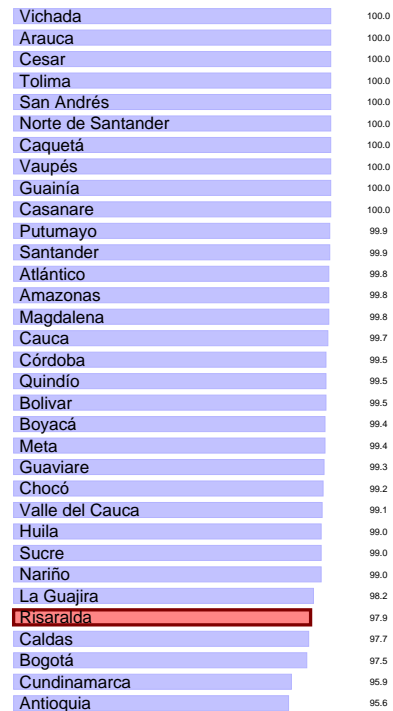 Vichada 100.0
Arauca 100.0
Cesar 100.0
Tolima 100.0
San Andrés 100.0
Norte de Santander 100.0
Caquetá 100.0
Vaupés 100.0
Guainía 100.0
Casanare 100.0
Putumayo 99.9
Santander 99.9
Atlántico 99.8
Amazonas 99.8
Magdalena 99.8
Cauca 99.7
Córdoba 99.5
Quindío 99.5
Bolivar 99.5
Boyacá 99.4
Meta 99.4
Guaviare 99.3
Chocó 99.2
Valle del Cauca 99.1
Huila 99.0
Sucre 99.0
Nariño 99.0
La Guajira 98.2
Risaralda 97.9
Caldas 97.7
Bogotá 97.5
Cundinamarca 95.9
Antioquia 95.6